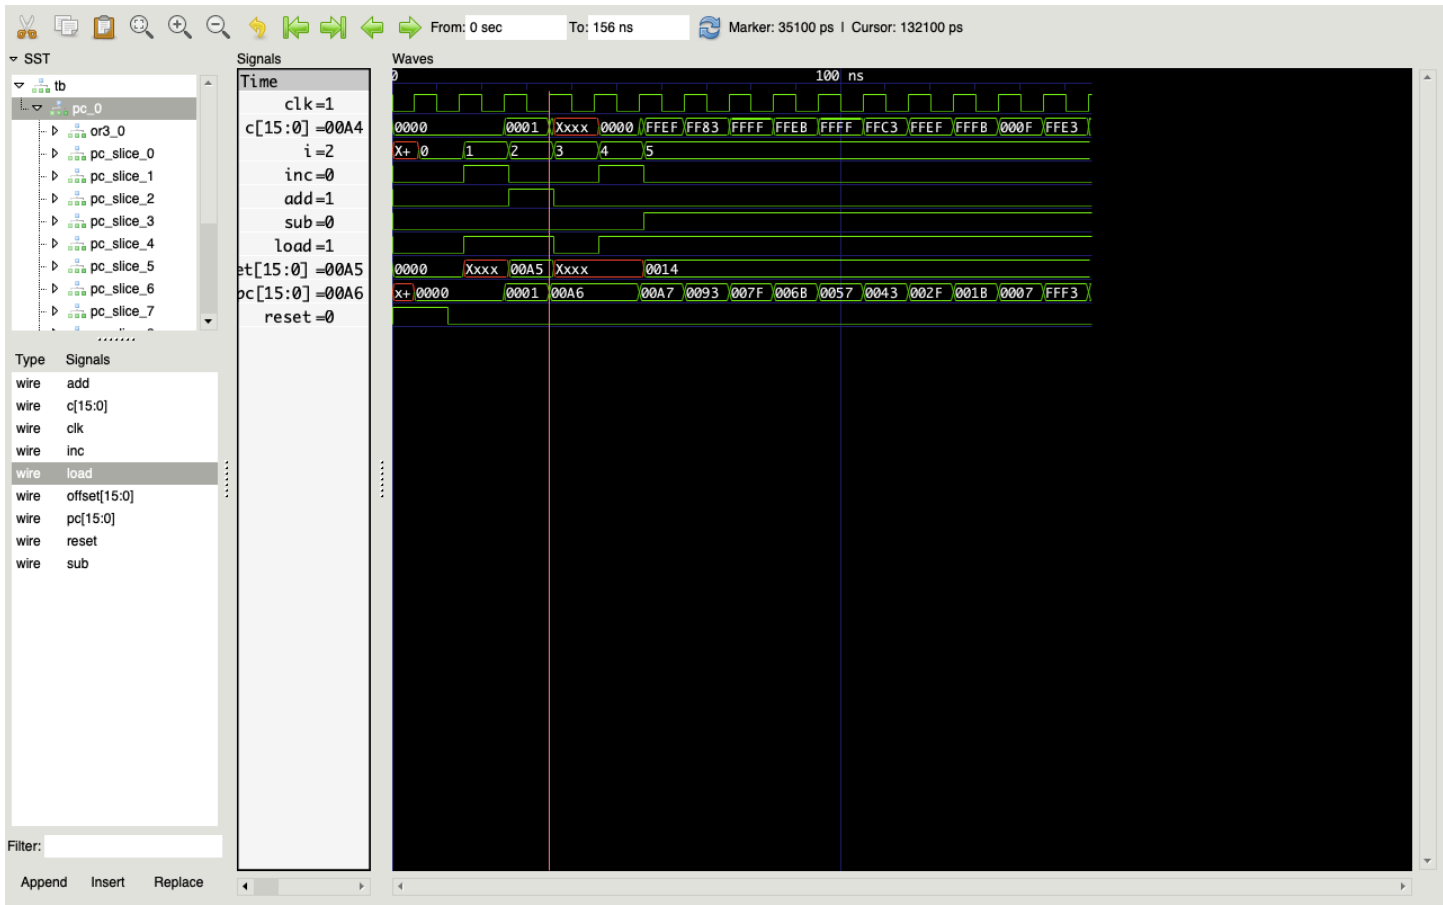 From: 0 sec To: 156 ns Marker: 35100 ps | Cursor: 132100 ps
SST
tb
pc_0
or3_0
pc_slice_0
pc_slice_1
pc_slice_2
pc_slice_3
pc_slice_4
pc_slice_5
pc_slice_6
pc_slice_7
Type Signals
wire add
wire c[15:0]
wire clk
wire inc
wire load
wire offset[15:0]
wire pc[15:0]
wire reset
wire sub
Filter:
Append Insert Replace
Signals
Time
clk=1
c[15:0] =00A4
i=2
inc=0
add=1
sub=0
load=1
et[15:0] =00A5
pc[15:0] =00A6
reset=0
Waves
0 100 ns
0000 0001 Xxxx 0000 FFEF FF83 FFFF FFEB FFFF FFC3 FFEF FFFB 000F FFE3
X+ 0 1 2 3 4 5
0000 Xxxx 00A5 Xxxx 0014
x+ 0000 0001 00A6 00A7 0093 007F 006B 0057 0043 002F 001B 0007 FFF3